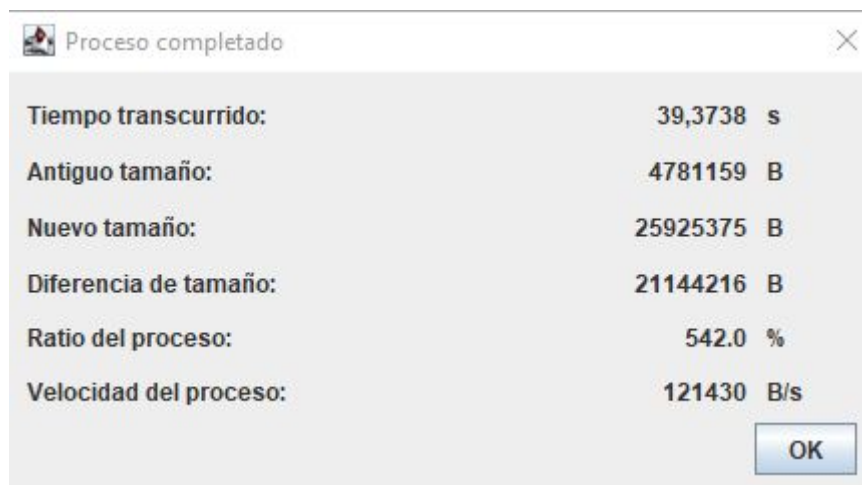 Proceso completado
Tiempo transcurrido: 39,3738 s
Antiguo tamaño: 4781159 B
Nuevo tamaño: 25925375 B
Diferencia de tamaño: 21144216 B
Ratio del proceso: 542.0 %
Velocidad del proceso: 121430 B/s
OK